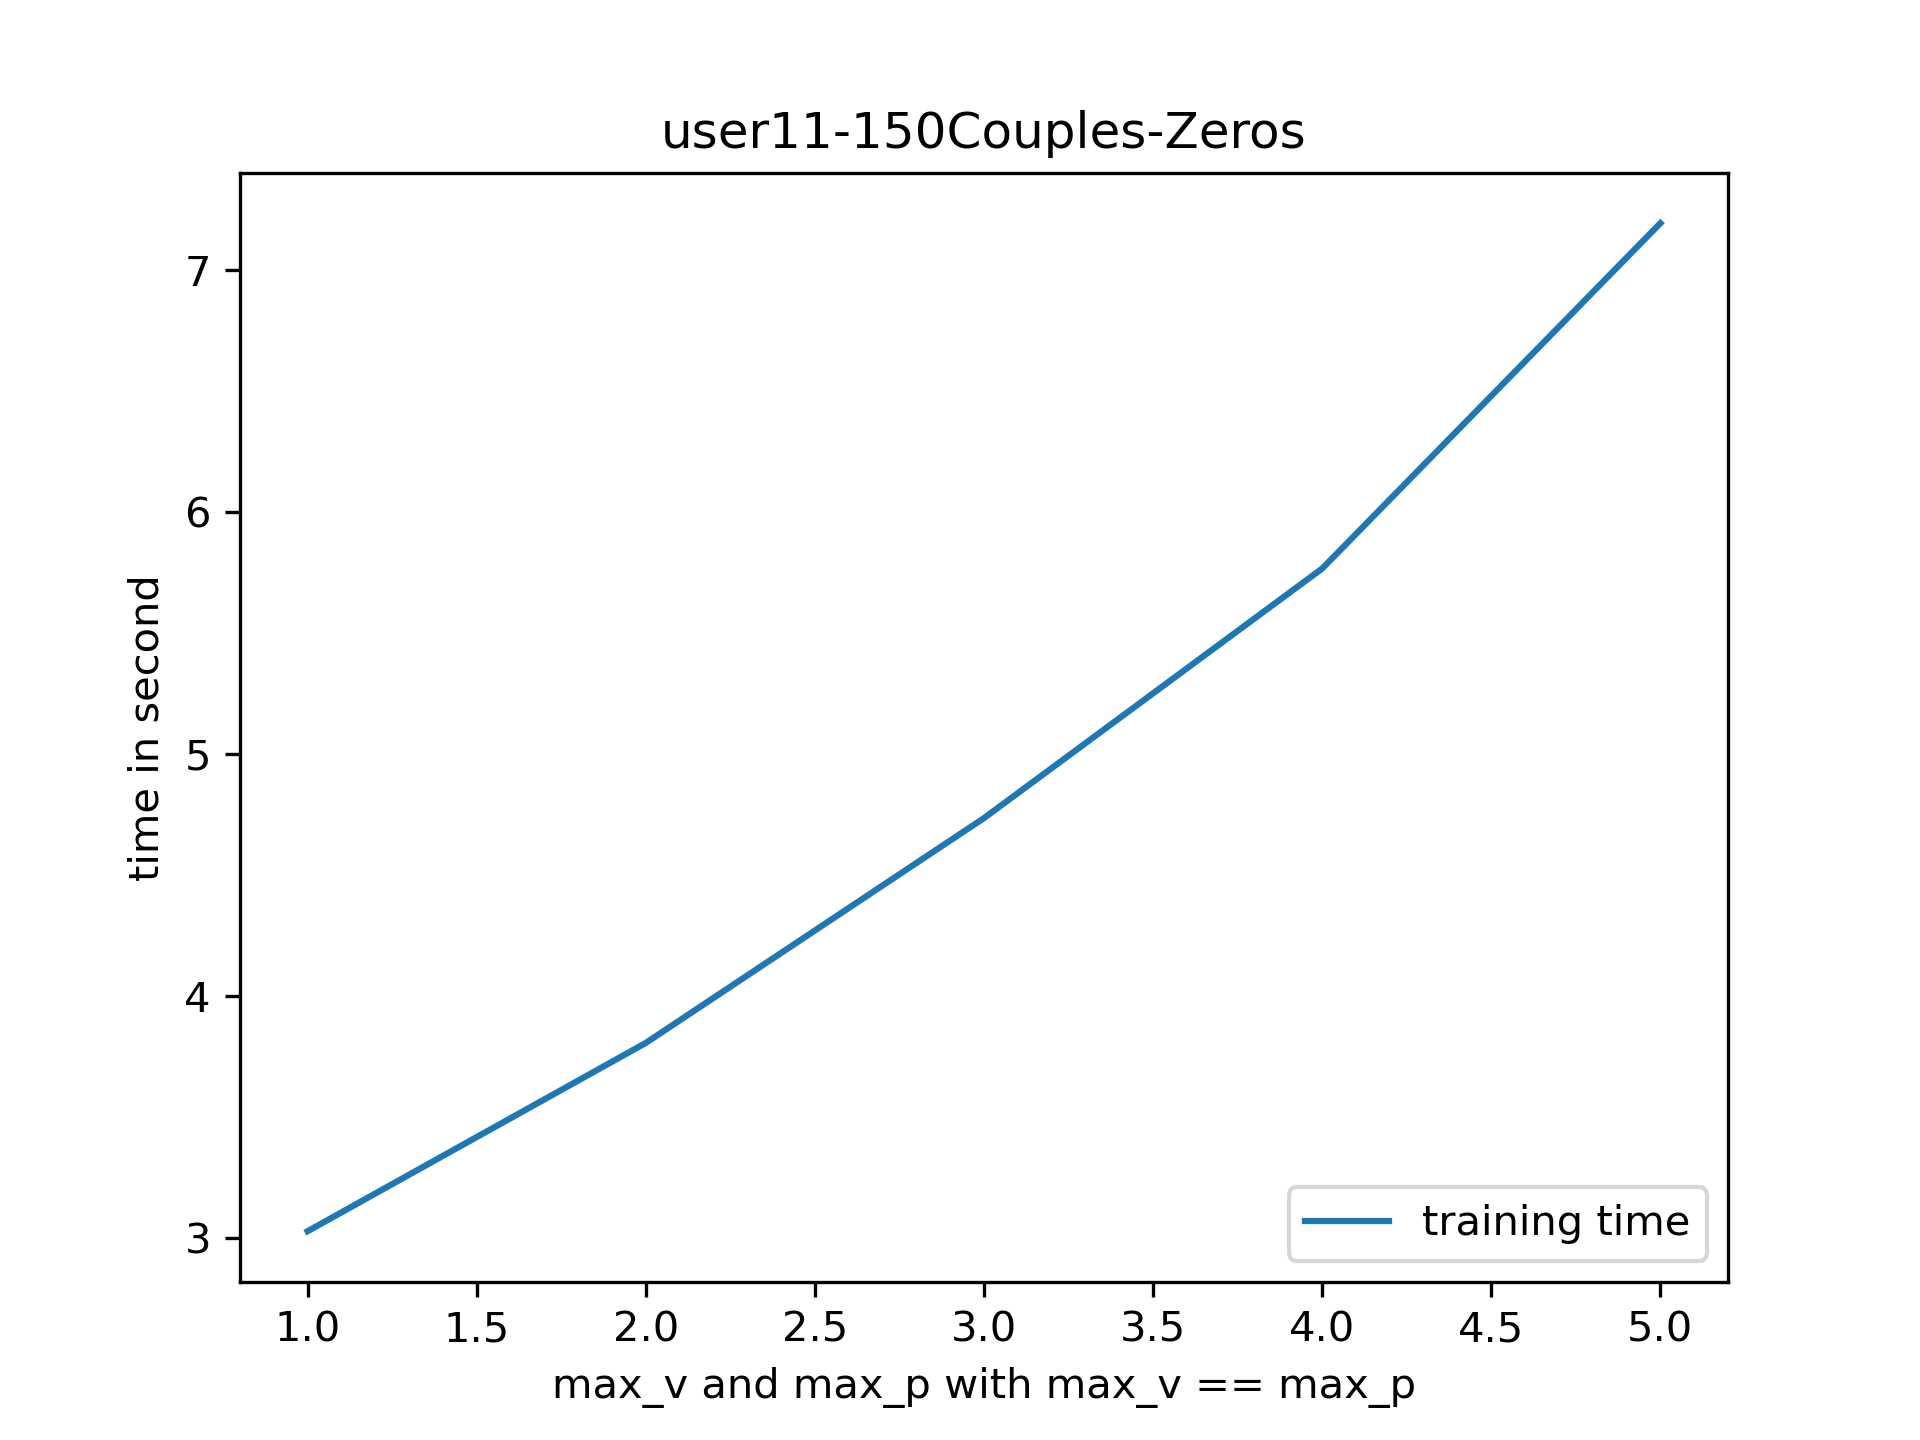 user11-150Couples-Zeros
7
6
5
4
3
time in second
training time
1.0 1.5 2.0 2.5 3.0 3.5 4.0 4.5 5.0
max_v and max_p with max_v == max_p